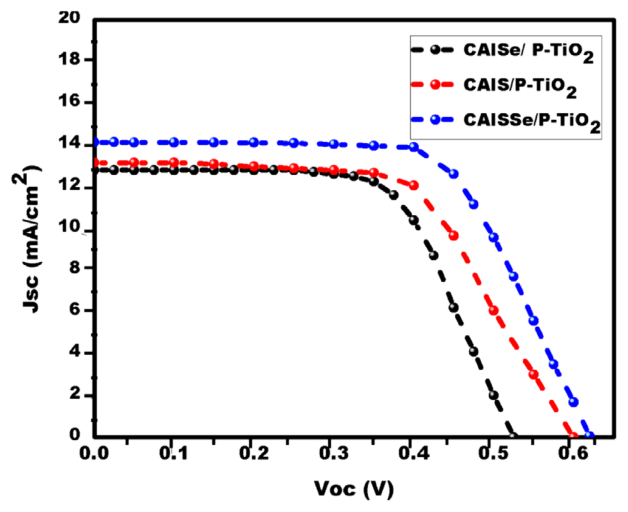 20
18
16
14
12
10
8
6
4
2
0
0.0 0.1 0.2 0.3 0.4 0.5 0.6
Jsc (mA/cm²)
Voc (V)
CAISe/ P-TiO₂
CAIS/P-TiO₂
CAISSe/P-TiO₂